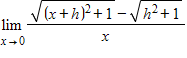 lim x→0 (√((x+h)²+1) − √(h²+1)) / x